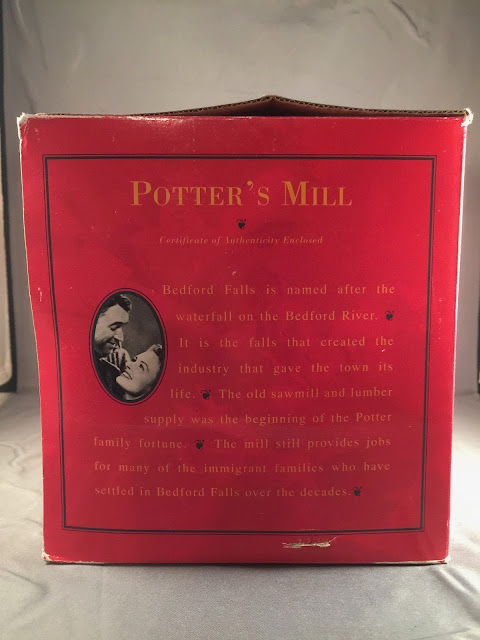 POTTER'S MILL
Certificate of Authenticity Enclosed
Bedford Falls is named after the
waterfall on the Bedford River.
It is the falls that created the
industry that gave the town its
life. The old sawmill and lumber
supply was the beginning of the Potter
family fortune. The mill still provides jobs
for many of the immigrant families who have
settled in Bedford Falls over the decades.